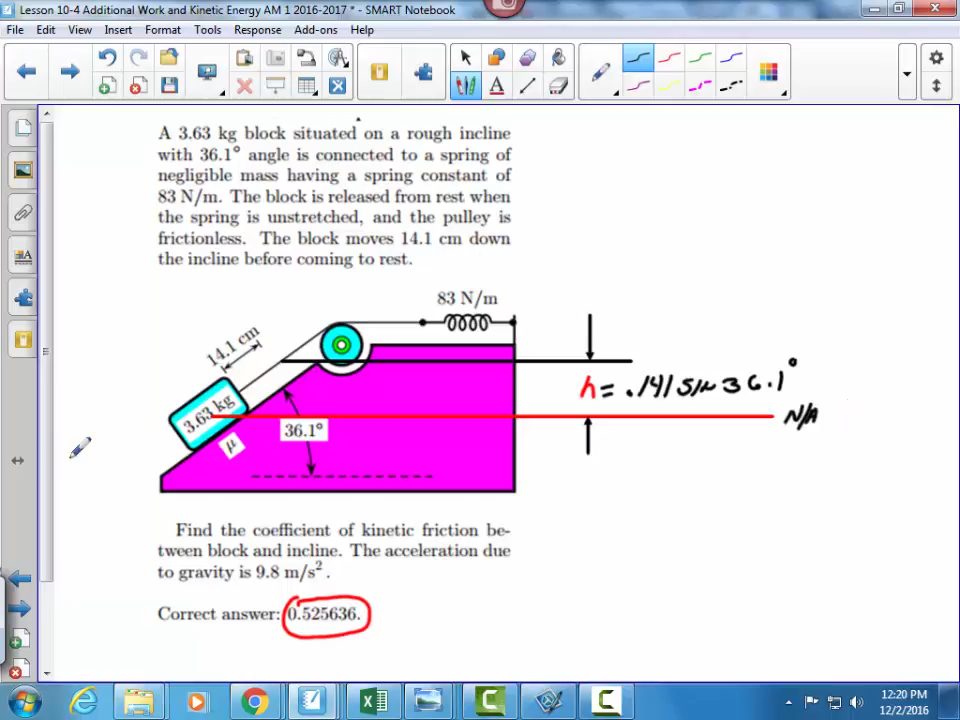 Lesson 10-4 Additional Work and Kinetic Energy AM 1 2016-2017 * - SMART Notebook
File Edit View Insert Format Tools Response Add-ons Help
A 3.63 kg block situated on a rough incline
with 36.1° angle is connected to a spring of
negligible mass having a spring constant of
83 N/m. The block is released from rest when
the spring is unstretched, and the pulley is
frictionless. The block moves 14.1 cm down
the incline before coming to rest.
83 N/m
14.1 cm
h = .141 SIN 36.1°
3.63 kg
N/A
μ
36.1°
Find the coefficient of kinetic friction be-
tween block and incline. The acceleration due
to gravity is 9.8 m/s².
Correct answer: 0.525636.
12:20 PM
12/2/2016